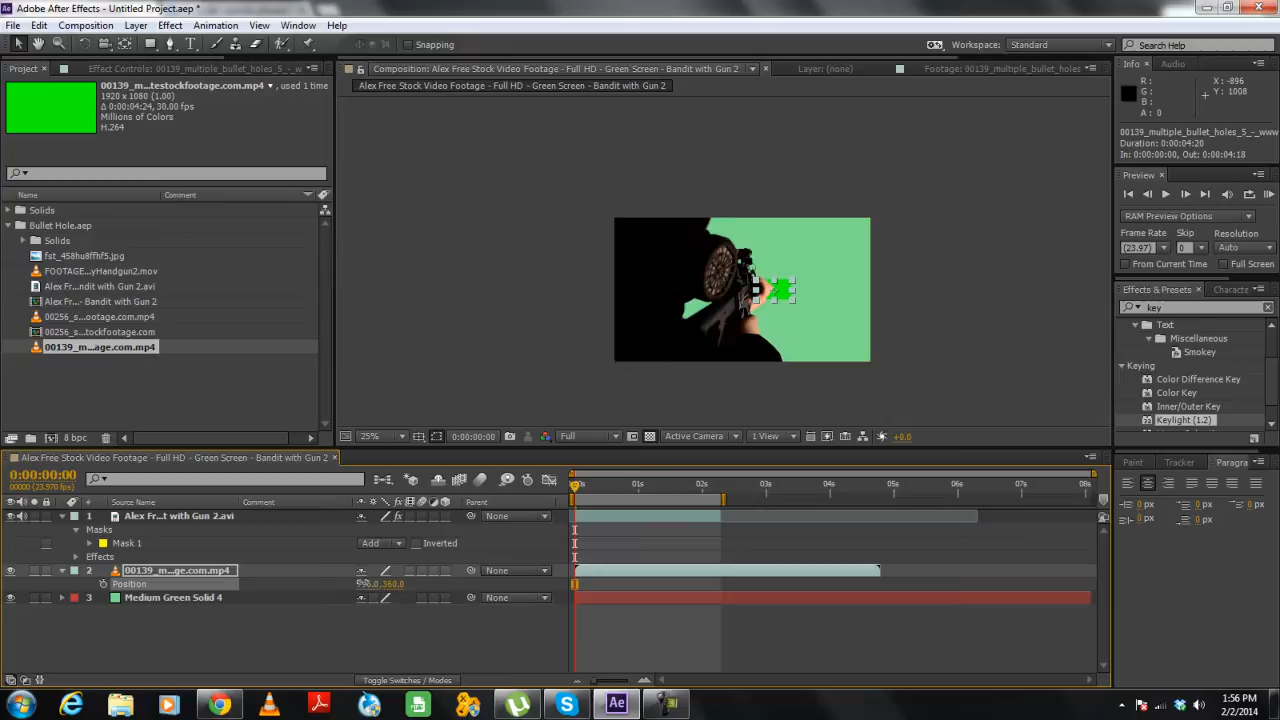 Adobe After Effects - Untitled Project.aep *
File Edit Composition Layer Effect Animation View Window Help
Snapping
Workspace: Standard
Search Help
Project
Effect Controls: 00139_multiple_bullet_holes_5_-_w
Composition: Alex Free Stock Video Footage - Full HD - Green Screen - Bandit with Gun 2
Layer: (none)
Footage: 00139_multiple_bullet_holes
Info
Audio
00139_m...testockfootage.com.mp4 , used 1 time
1920 x 1080 (1.00)
Δ 0:00:04:24, 30.00 fps
Millions of Colors
H.264
Alex Free Stock Video Footage - Full HD - Green Screen - Bandit with Gun 2
R :
G :
B :
A : 0
X : -896
Y : 1008
00139_multiple_bullet_holes_5_-_www
Duration: 0:00:04:20
In: 0:00:00:00, Out: 0:00:04:18
Preview
RAM Preview Options
Frame Rate Skip Resolution
(23.97) 0 Auto
From Current Time Full Screen
Name Comment
Solids
Bullet Hole.aep
Solids
fst_458hu8ffhf5.jpg
FOOTAGE...yHandgun2.mov
Alex Fr...ndit with Gun 2.avi
Alex Fr...- Bandit with Gun 2
00256_s...ootage.com.mp4
00256_s...tockfootage.com
00139_m...age.com.mp4
Effects & Presets
Characte
key
Text
Miscellaneous
Smokey
Keying
Color Difference Key
Color Key
Inner/Outer Key
Keylight (1.2)
8 bpc
25%
0:00:00:00
Full
Active Camera
1 View
+0.0
Alex Free Stock Video Footage - Full HD - Green Screen - Bandit with Gun 2
0:00:00:00
00000 (23.970 fps)
01s 02s 03s 04s 05s 06s 07s 08s
Paint
Tracker
Paragra
0 px 0 px 0 px
0 px 0 px
# Source Name Comment Parent
1 Alex Fr...t with Gun 2.avi None
Masks
Mask 1 Add Inverted
Effects
2 00139_m...ge.com.mp4 None
Position
3 Medium Green Solid 4 None
Toggle Switches / Modes
Ae
1:56 PM
2/2/2014